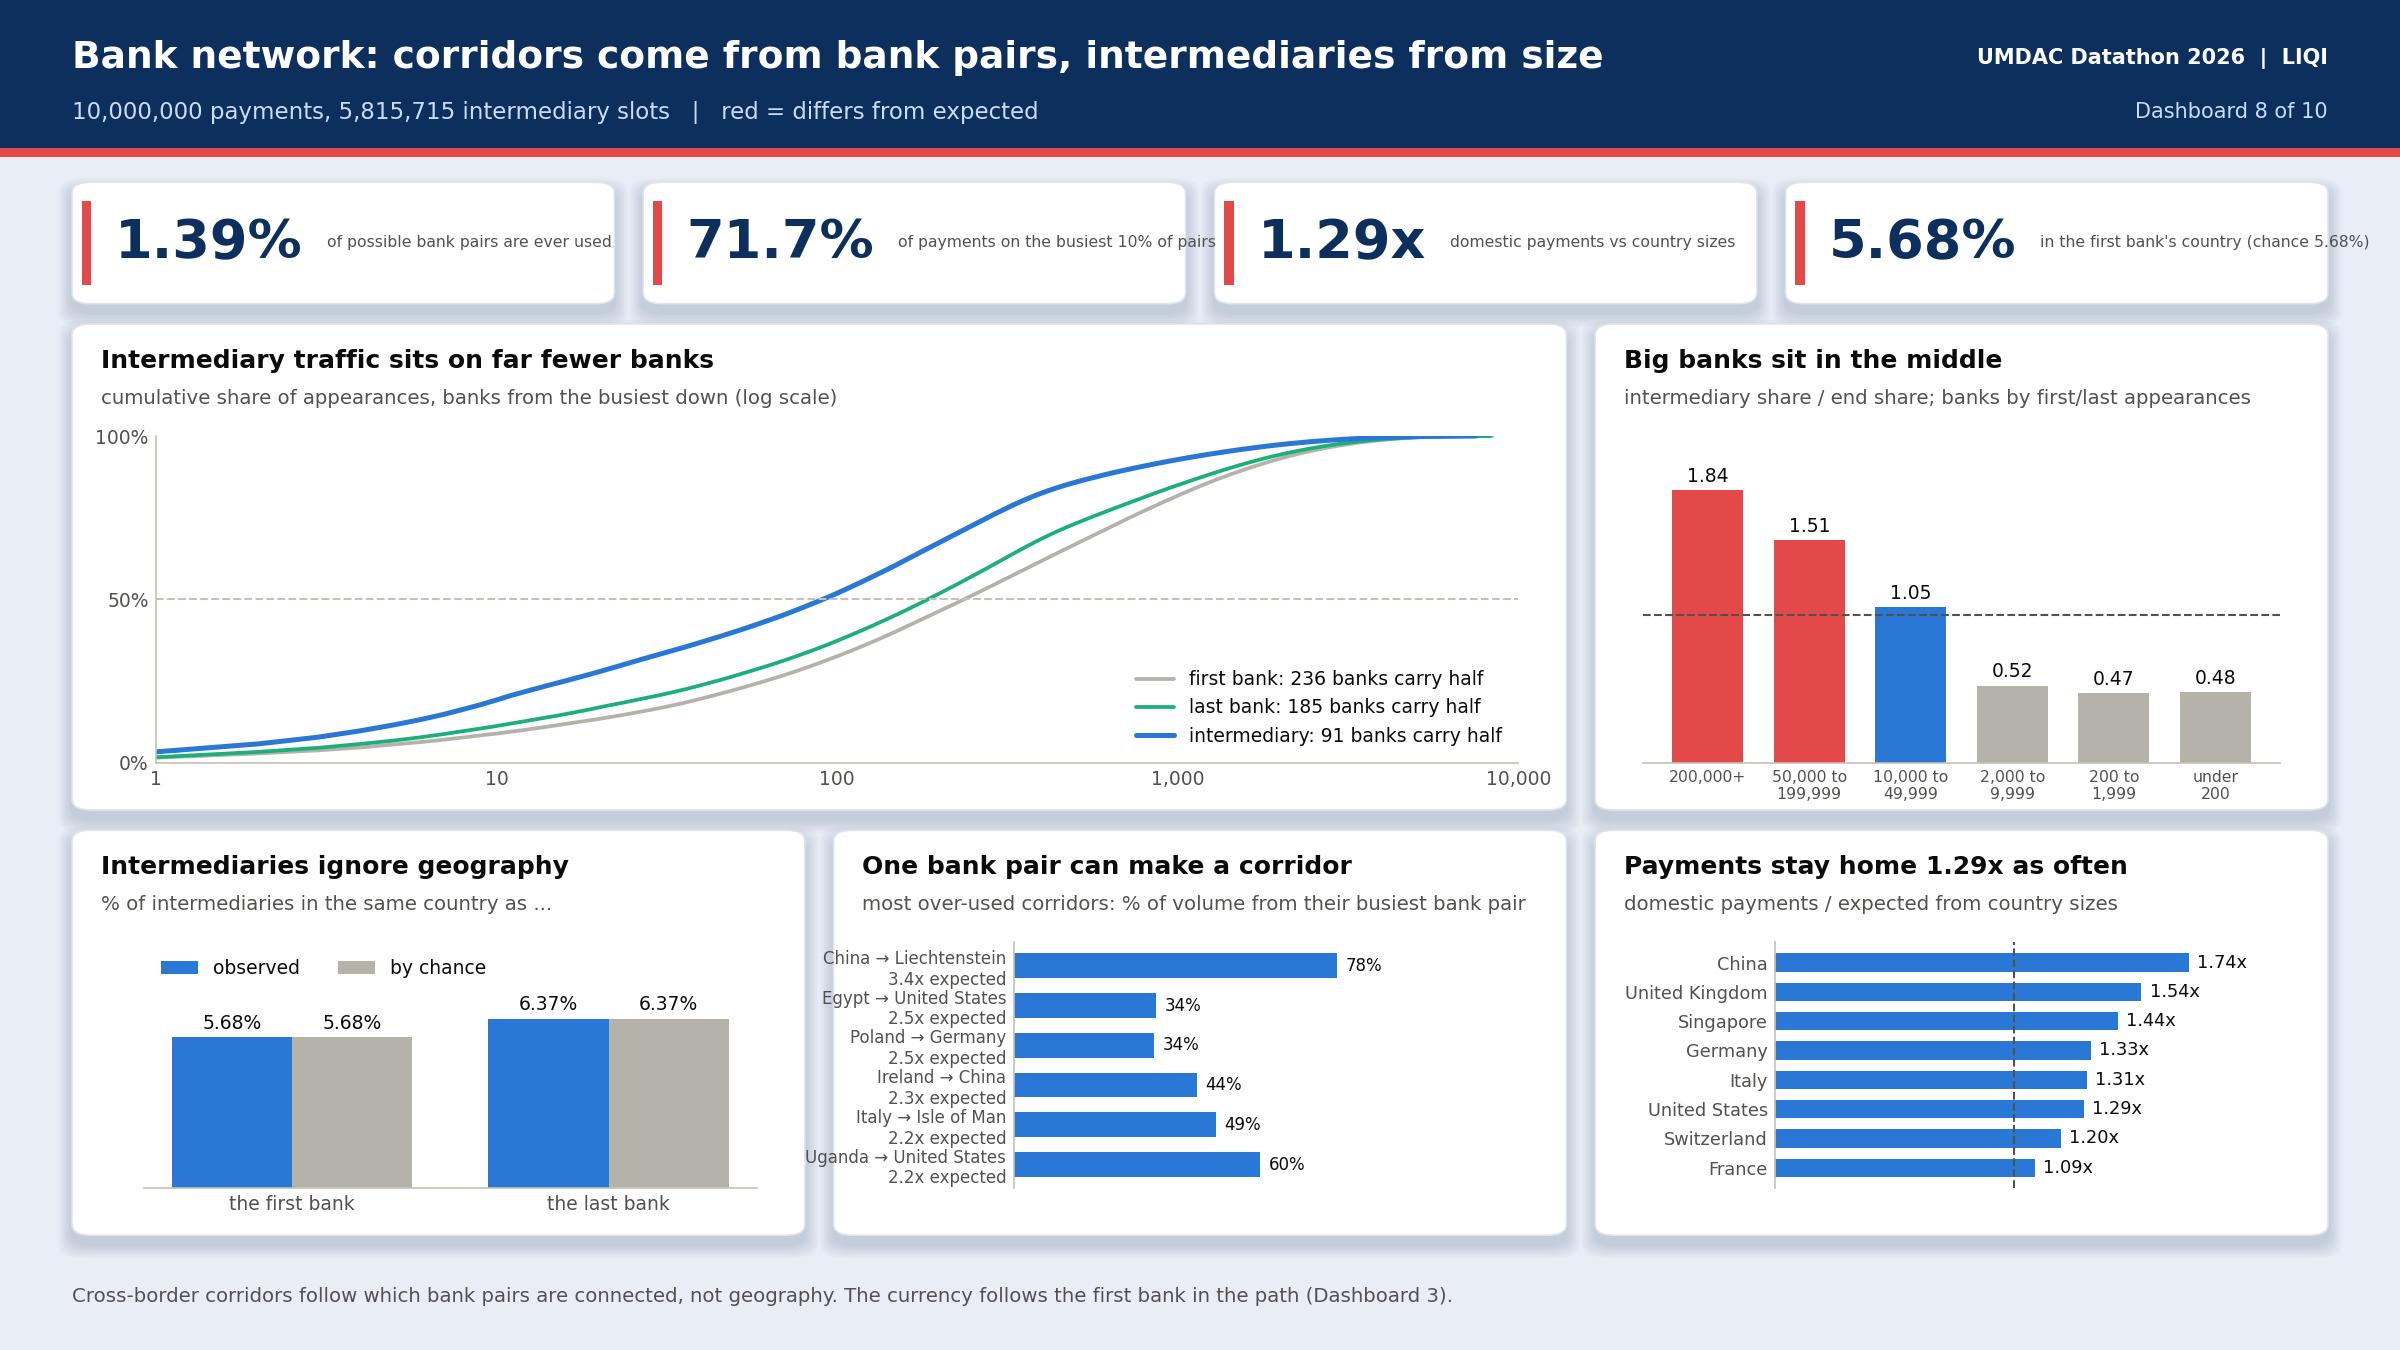 Bank network: corridors come from bank pairs, intermediaries from size
UMDAC Datathon 2026 | LIQI
10,000,000 payments, 5,815,715 intermediary slots | red = differs from expected
Dashboard 8 of 10
1.39% of possible bank pairs are ever used
71.7% of payments on the busiest 10% of pairs
1.29x domestic payments vs country sizes
5.68% in the first bank's country (chance 5.68%)
Intermediary traffic sits on far fewer banks
cumulative share of appearances, banks from the busiest down (log scale)
100%
50%
0%
first bank: 236 banks carry half
last bank: 185 banks carry half
intermediary: 91 banks carry half
1 10 100 1,000 10,000
Big banks sit in the middle
intermediary share / end share; banks by first/last appearances
1.84
1.51
1.05
0.52
0.47
0.48
200,000+
50,000 to
199,999
10,000 to
49,999
2,000 to
9,999
200 to
1,999
under
200
Intermediaries ignore geography
% of intermediaries in the same country as ...
observed by chance
5.68% 5.68% 6.37% 6.37%
the first bank the last bank
One bank pair can make a corridor
most over-used corridors: % of volume from their busiest bank pair
China → Liechtenstein
3.4x expected
78%
Egypt → United States
2.5x expected
34%
Poland → Germany
2.5x expected
34%
Ireland → China
2.3x expected
44%
Italy → Isle of Man
2.2x expected
49%
Uganda → United States
2.2x expected
60%
Payments stay home 1.29x as often
domestic payments / expected from country sizes
China 1.74x
United Kingdom 1.54x
Singapore 1.44x
Germany 1.33x
Italy 1.31x
United States 1.29x
Switzerland 1.20x
France 1.09x
Cross-border corridors follow which bank pairs are connected, not geography. The currency follows the first bank in the path (Dashboard 3).